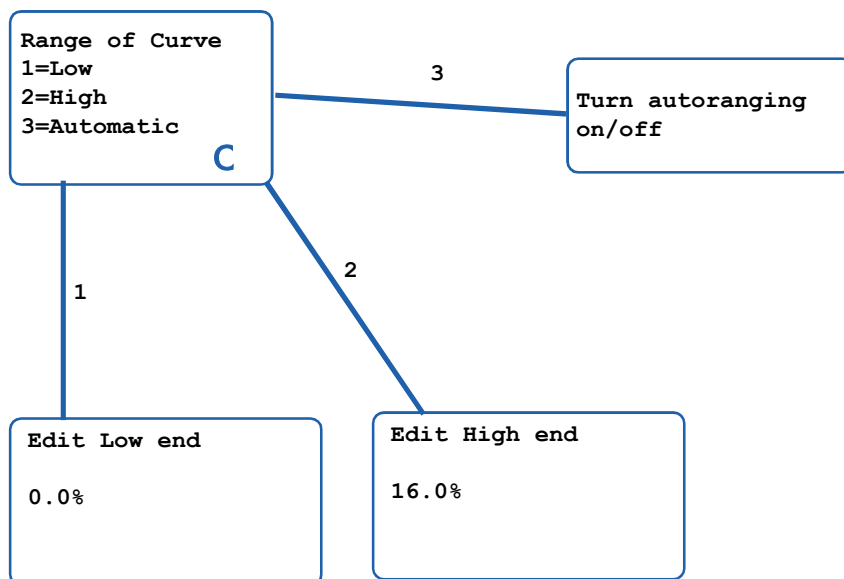 Range of Curve
1=Low
2=High
3=Automatic
C
3
Turn autoranging
on/off
2
1
Edit Low end
0.0%
Edit High end
16.0%